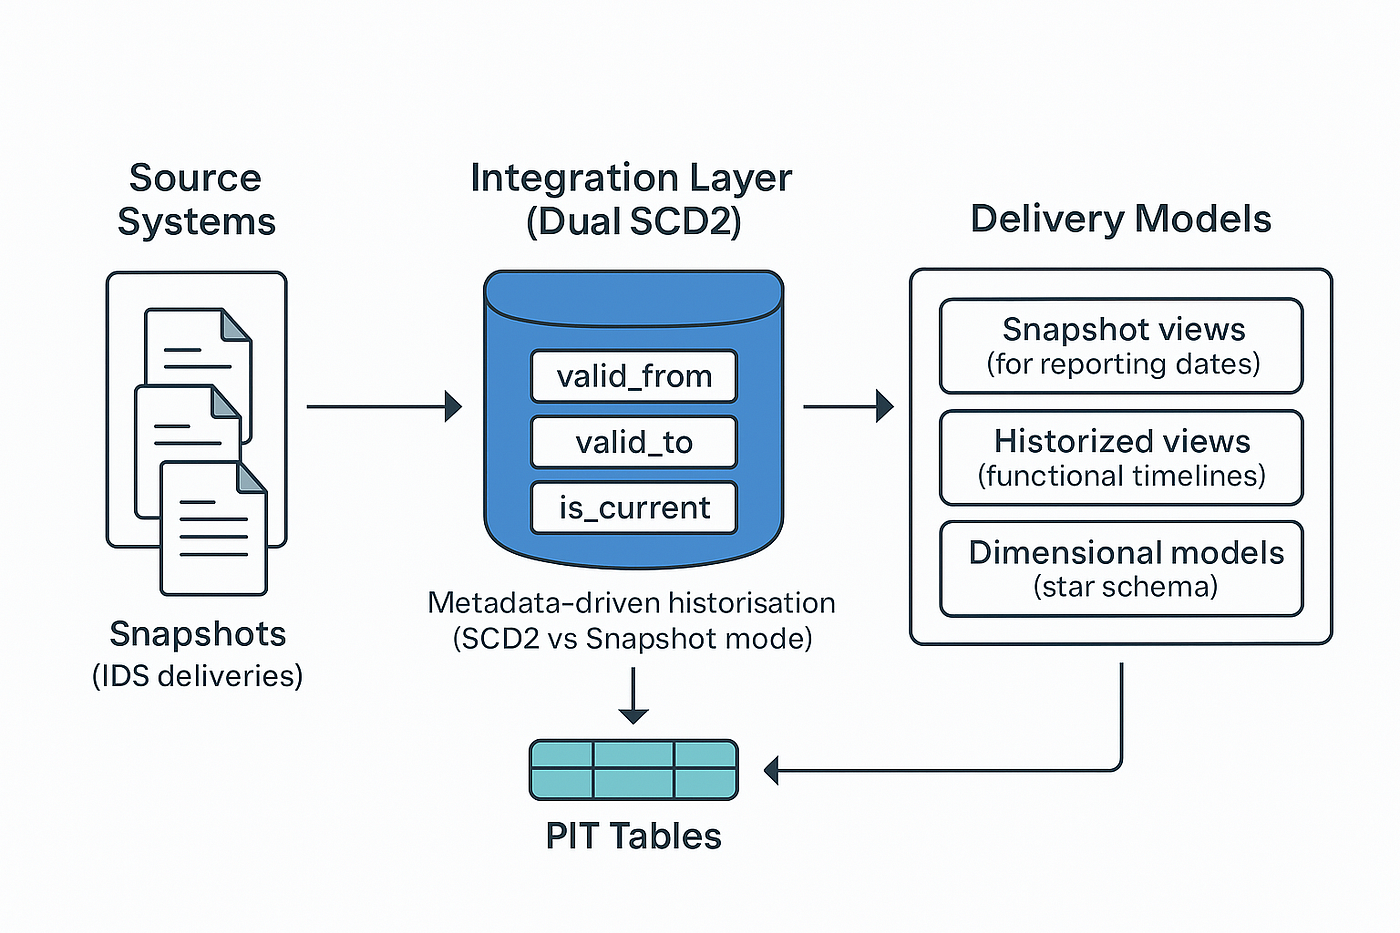 Source
Systems
Snapshots
(IDS deliveries)
Integration Layer
(Dual SCD2)
valid_from
valid_to
is_current
Metadata-driven historisation
(SCD2 vs Snapshot mode)
PIT Tables
Delivery Models
Snapshot views
(for reporting dates)
Historized views
(functional timelines)
Dimensional models
(star schema)